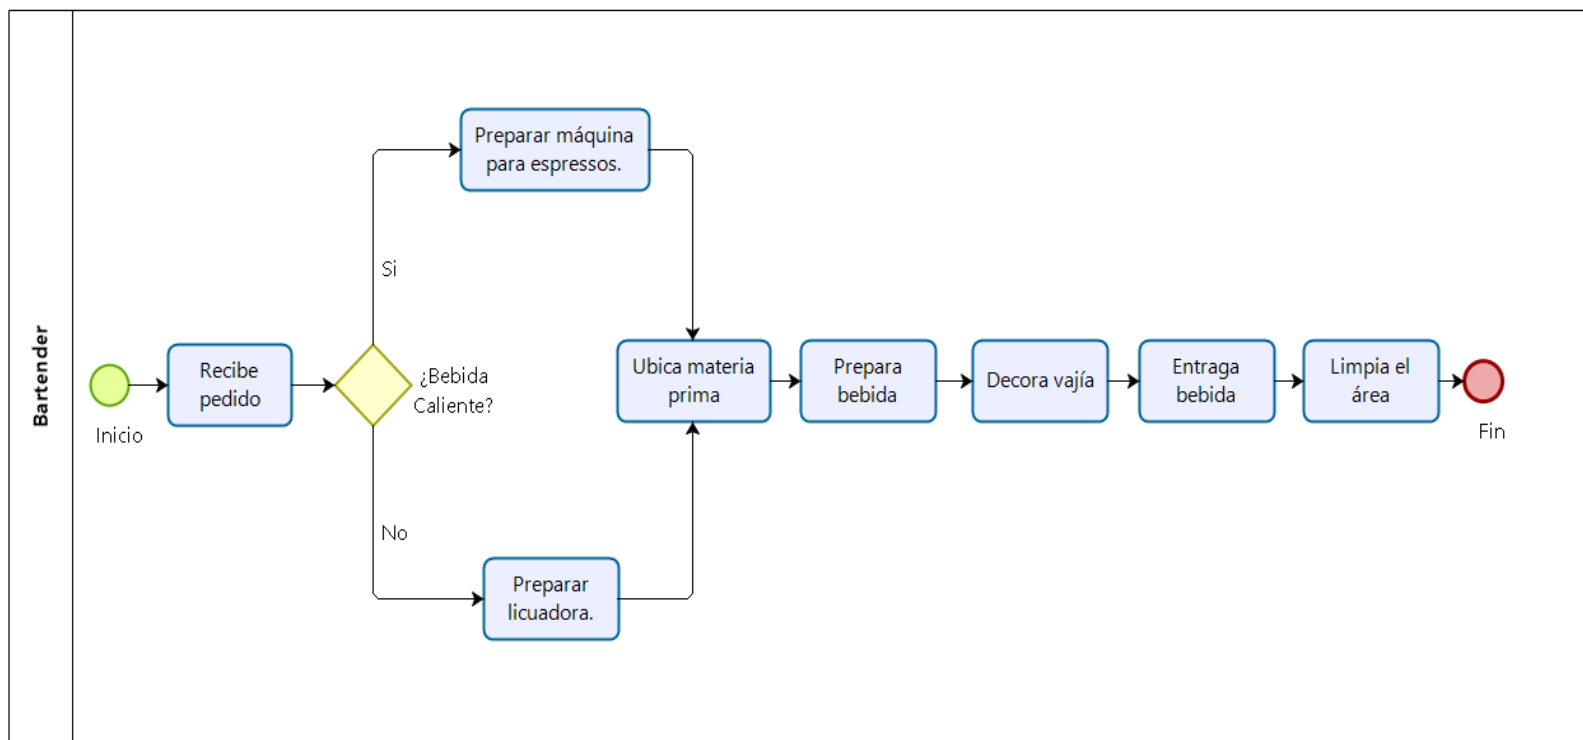 Bartender
Inicio
Recibe
pedido
¿Bebida
Caliente?
Si
Preparar máquina
para espressos.
No
Preparar
licuadora.
Ubica materia
prima
Prepara
bebida
Decora vajía
Entraga
bebida
Limpia el
área
Fin